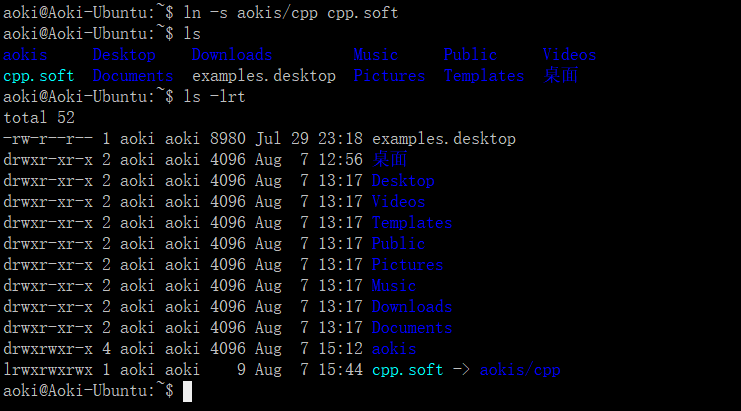 aoki@Aoki-Ubuntu:~$ ln -s aokis/cpp cpp.soft
aoki@Aoki-Ubuntu:~$ ls
aokis     Desktop    Downloads         Music     Public     Videos
cpp.soft  Documents  examples.desktop  Pictures  Templates  桌面
aoki@Aoki-Ubuntu:~$ ls -lrt
total 52
-rw-r--r-- 1 aoki aoki 8980 Jul 29 23:18 examples.desktop
drwxr-xr-x 2 aoki aoki 4096 Aug  7 12:56 桌面
drwxr-xr-x 2 aoki aoki 4096 Aug  7 13:17 Desktop
drwxr-xr-x 2 aoki aoki 4096 Aug  7 13:17 Videos
drwxr-xr-x 2 aoki aoki 4096 Aug  7 13:17 Templates
drwxr-xr-x 2 aoki aoki 4096 Aug  7 13:17 Public
drwxr-xr-x 2 aoki aoki 4096 Aug  7 13:17 Pictures
drwxr-xr-x 2 aoki aoki 4096 Aug  7 13:17 Music
drwxr-xr-x 2 aoki aoki 4096 Aug  7 13:17 Downloads
drwxr-xr-x 2 aoki aoki 4096 Aug  7 13:17 Documents
drwxrwxr-x 4 aoki aoki 4096 Aug  7 15:12 aokis
lrwxrwxrwx 1 aoki aoki    9 Aug  7 15:44 cpp.soft -> aokis/cpp
aoki@Aoki-Ubuntu:~$